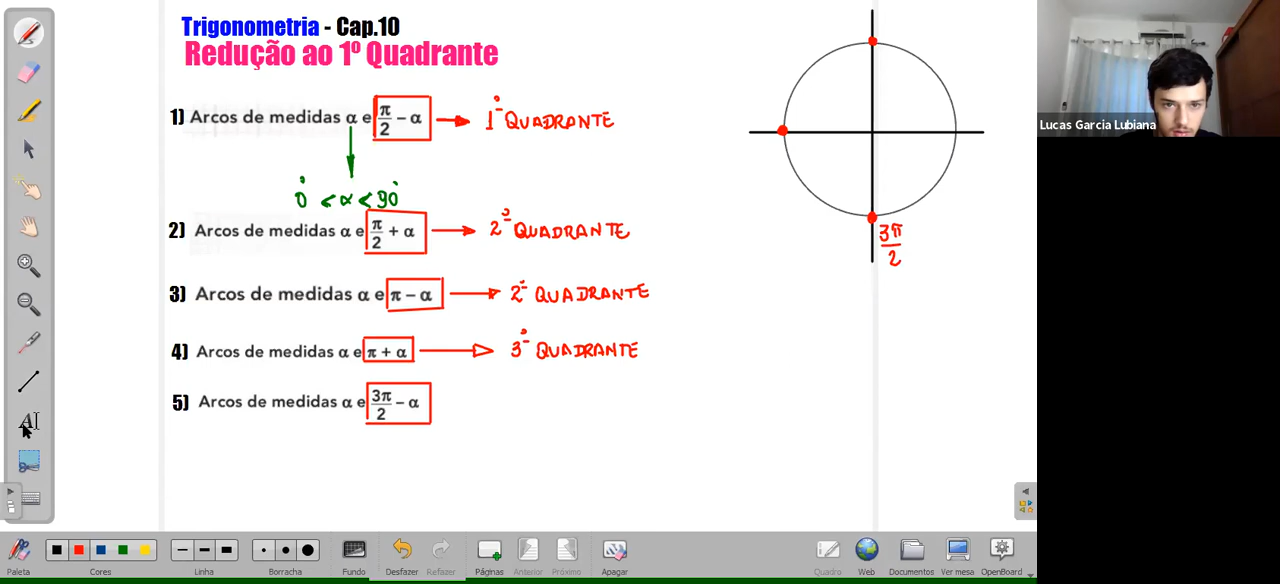 Trigonometria - Cap.10
Redução ao 1º Quadrante
1) Arcos de medidas α e π/2 - α → 1º QUADRANTE
0° < α < 90°
2) Arcos de medidas α e π/2 + α → 2º QUADRANTE
3) Arcos de medidas α e π - α → 2º QUADRANTE
4) Arcos de medidas α e π + α → 3º QUADRANTE
5) Arcos de medidas α e 3π/2 - α
3π/2
Lucas Garcia Lubiana
Paleta Cores Linha Borracha Fundo Desfazer Refazer Páginas Anterior Próximo Apagar Quadro Web Documentos Ver mesa OpenBoard